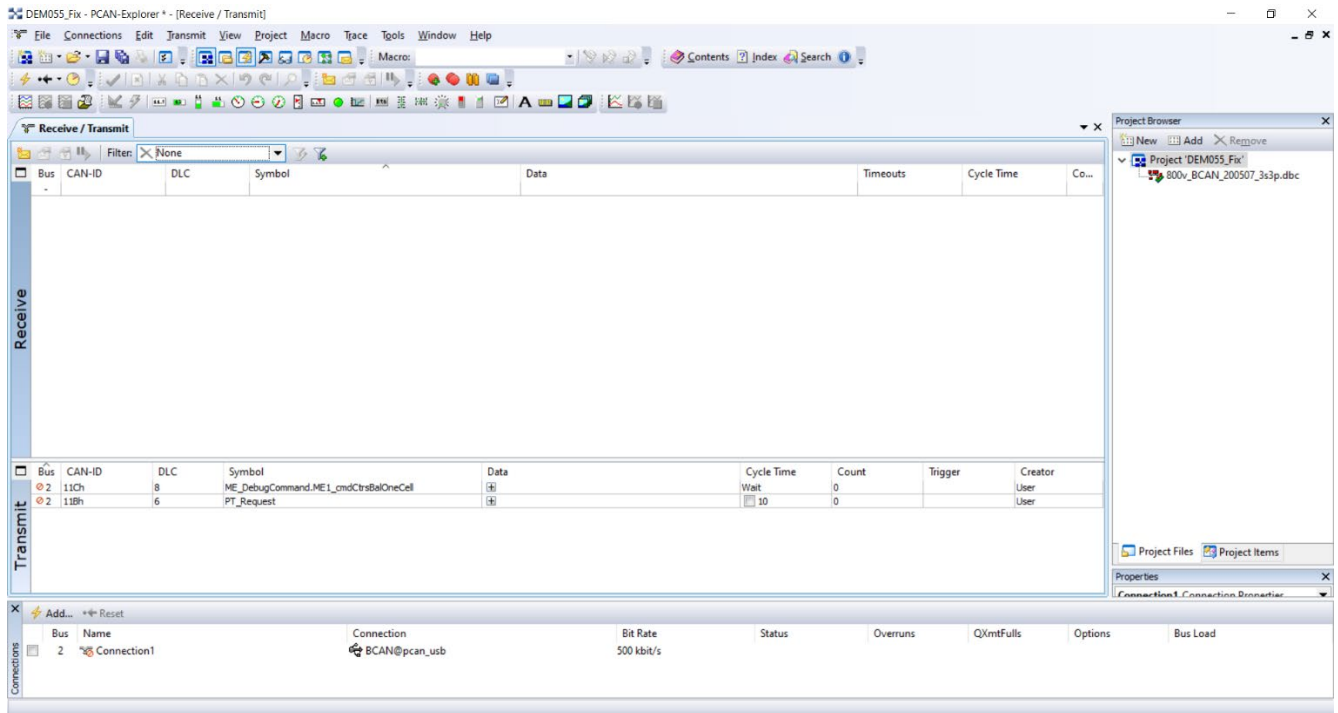 DEM055_Fix - PCAN-Explorer * - [Receive / Transmit]
File Connections Edit Transmit View Project Macro Trace Tools Window Help
Macro: Contents Index Search
Receive / Transmit
Filter: None
Bus CAN-ID DLC Symbol Data Timeouts Cycle Time Co...
-
Receive
Bus CAN-ID DLC Symbol Data Cycle Time Count Trigger Creator
2 11Ch 8 ME_DebugCommand.ME1_cmdCtrsBalOneCell Wait 0 User
2 11Bh 6 PT_Request 10 0 User
Transmit
Project Browser
New Add Remove
Project 'DEM055_Fix'
800v_BCAN_200507_3s3p.dbc
Project Files Project Items
Properties
Connection1 Connection Properties
Add... Reset
Bus Name Connection Bit Rate Status Overruns QXmtFulls Options Bus Load
2 Connection1 BCAN@pcan_usb 500 kbit/s
Connections